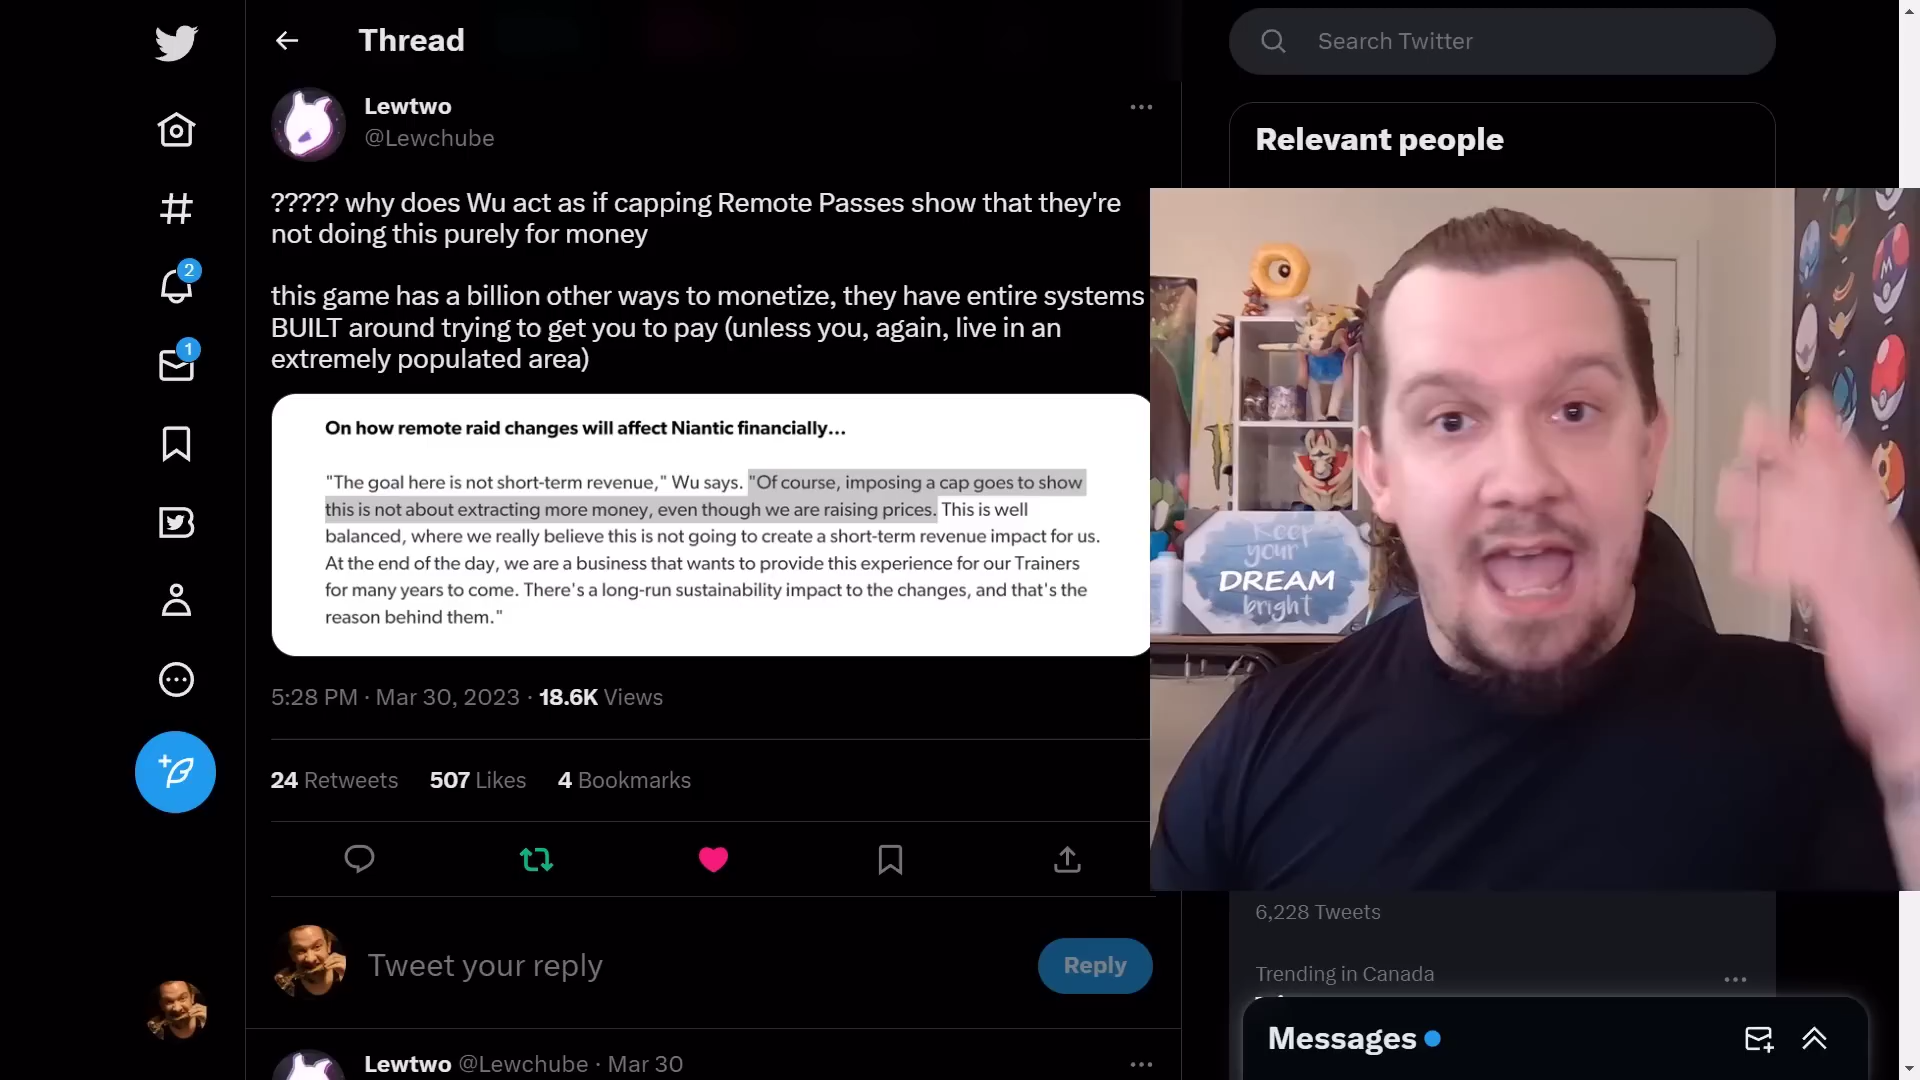 Thread
Search Twitter
Lewtwo
@Lewchube
Relevant people
????? why does Wu act as if capping Remote Passes show that they're
not doing this purely for money
this game has a billion other ways to monetize, they have entire systems
BUILT around trying to get you to pay (unless you, again, live in an
extremely populated area)
On how remote raid changes will affect Niantic financially...
"The goal here is not short-term revenue," Wu says. "Of course, imposing a cap goes to show
this is not about extracting more money, even though we are raising prices. This is well
balanced, where we really believe this is not going to create a short-term revenue impact for us.
At the end of the day, we are a business that wants to provide this experience for our Trainers
for many years to come. There's a long-run sustainability impact to the changes, and that's the
reason behind them."
5:28 PM · Mar 30, 2023 · 18.6K Views
24 Retweets 507 Likes 4 Bookmarks
Tweet your reply
Reply
Lewtwo @Lewchube · Mar 30
2
1
Keep
your
DREAM
bright
6,228 Tweets
Trending in Canada
Messages